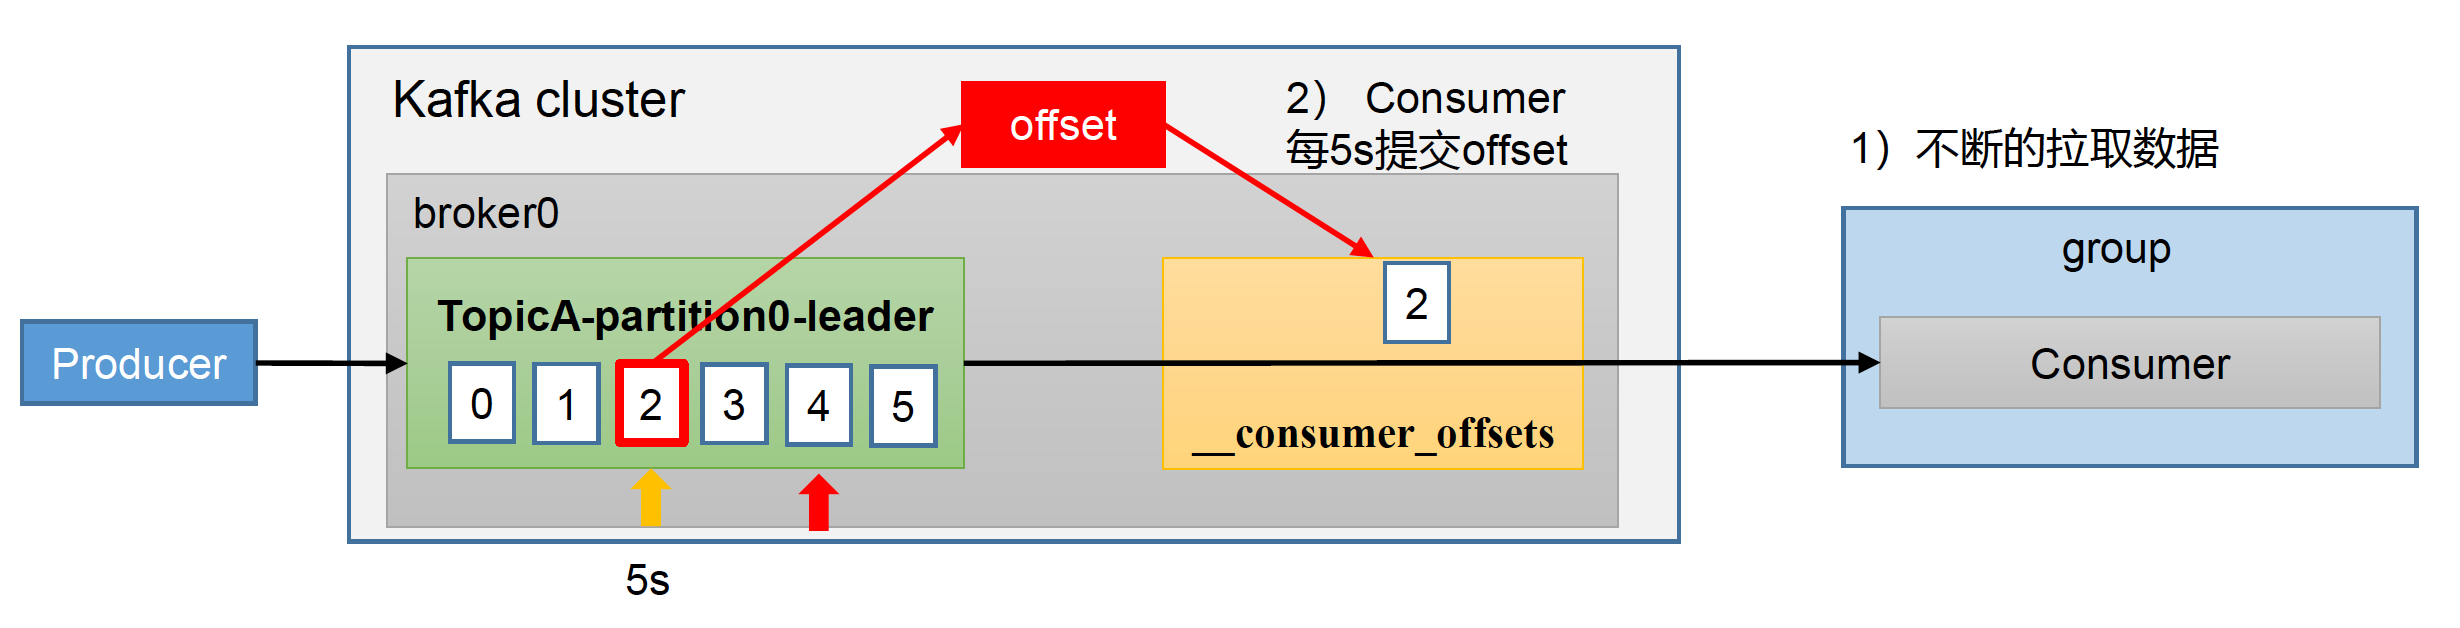 Kafka cluster
offset
2） Consumer
每5s提交offset
1）不断的拉取数据
broker0
group
TopicA-partition0-leader
2
Producer
Consumer
0 1 2 3 4 5
__consumer_offsets
5s